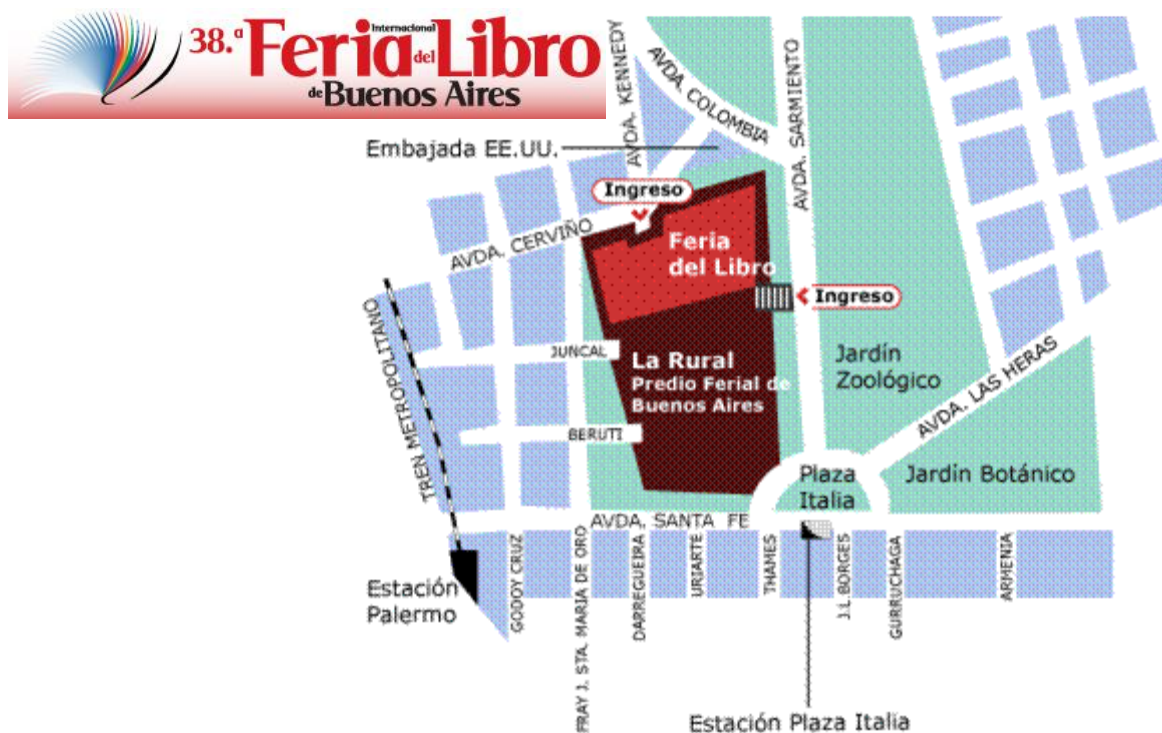 38.ª Feria Internacional del Libro
de Buenos Aires
AVDA. KENNEDY
AVDA. COLOMBIA
AVDA. SARMIENTO
Embajada EE.UU.
Ingreso
AVDA. CERVIÑO
Feria
del Libro
Ingreso
TREN METROPOLITANO
JUNCAL
La Rural
Predio Ferial de
Buenos Aires
Jardín
Zoológico
AVDA. LAS HERAS
BERUTI
Plaza
Italia
Jardín Botánico
AVDA. SANTA FE
Estación
Palermo
GODOY CRUZ
FRAY J. STA. MARIA DE ORO
DARREGUEIRA
URIARTE
THAMES
J.L.BORGES
GURRUCHAGA
ARMENIA
Estación Plaza Italia